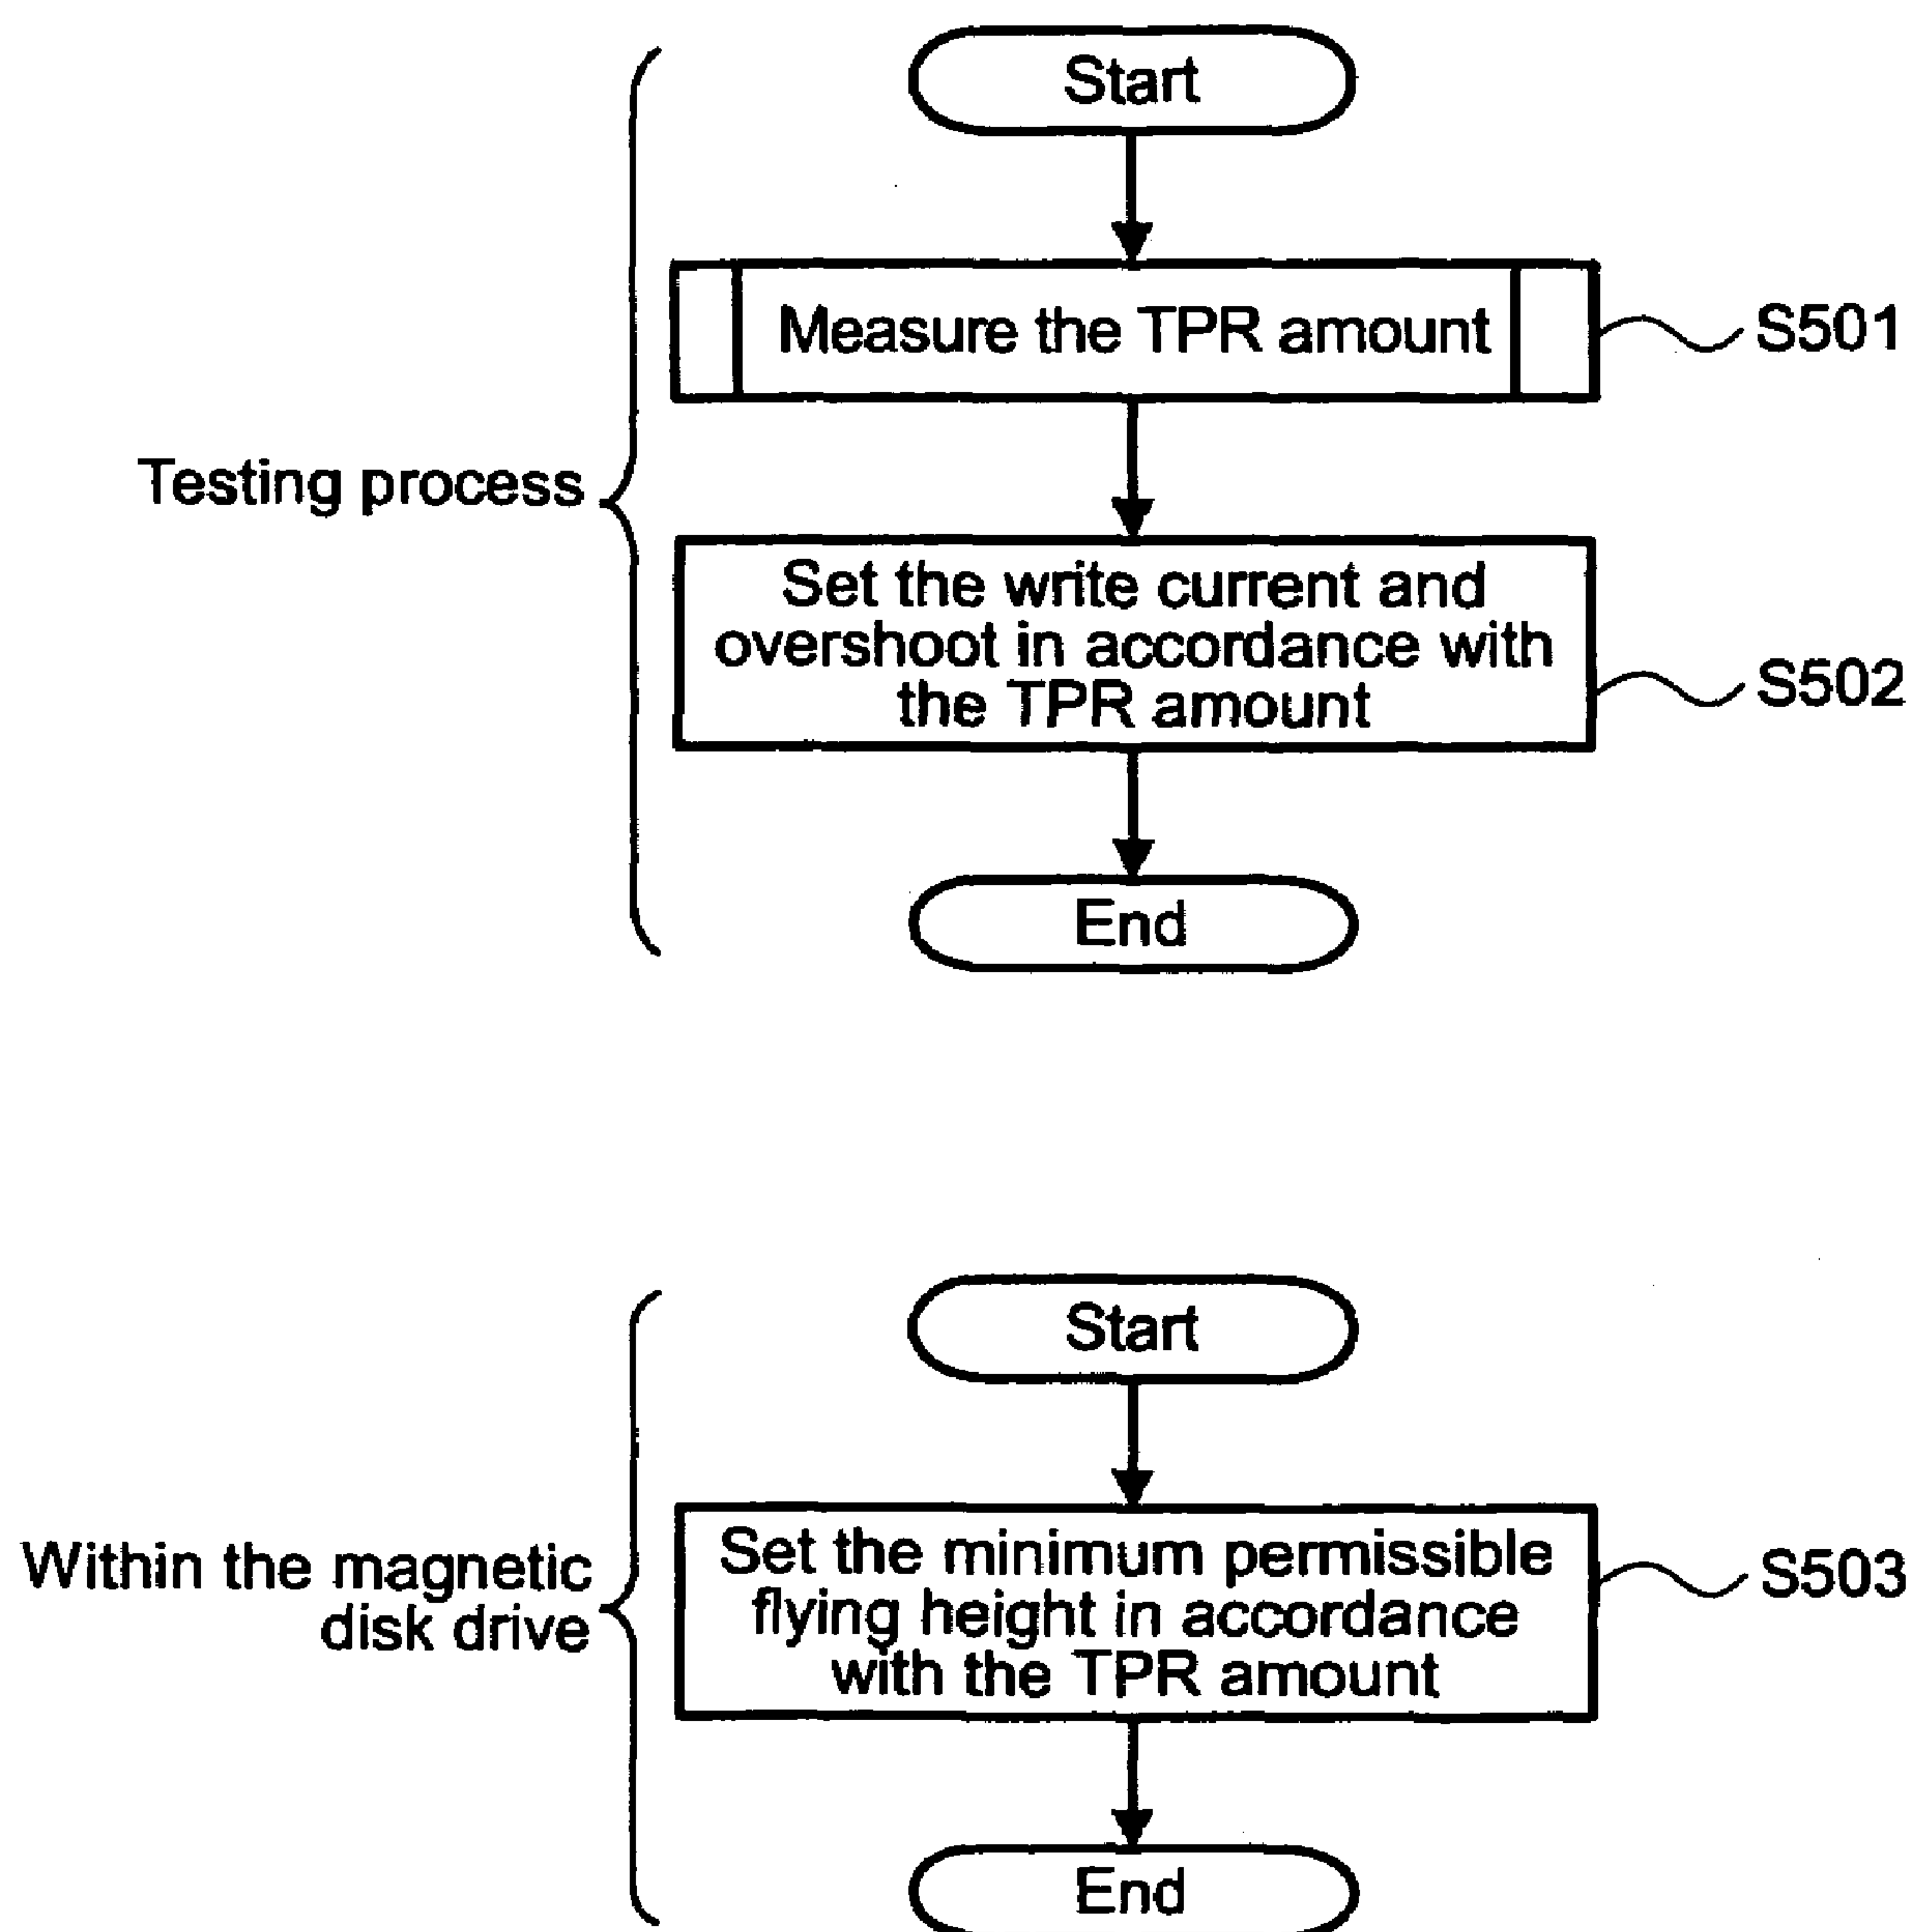 Start
Measure the TPR amount
S501
Testing process
Set the write current and
overshoot in accordance with
the TPR amount
S502
End
Start
Within the magnetic
disk drive
Set the minimum permissible
flying height in accordance
with the TPR amount
S503
End